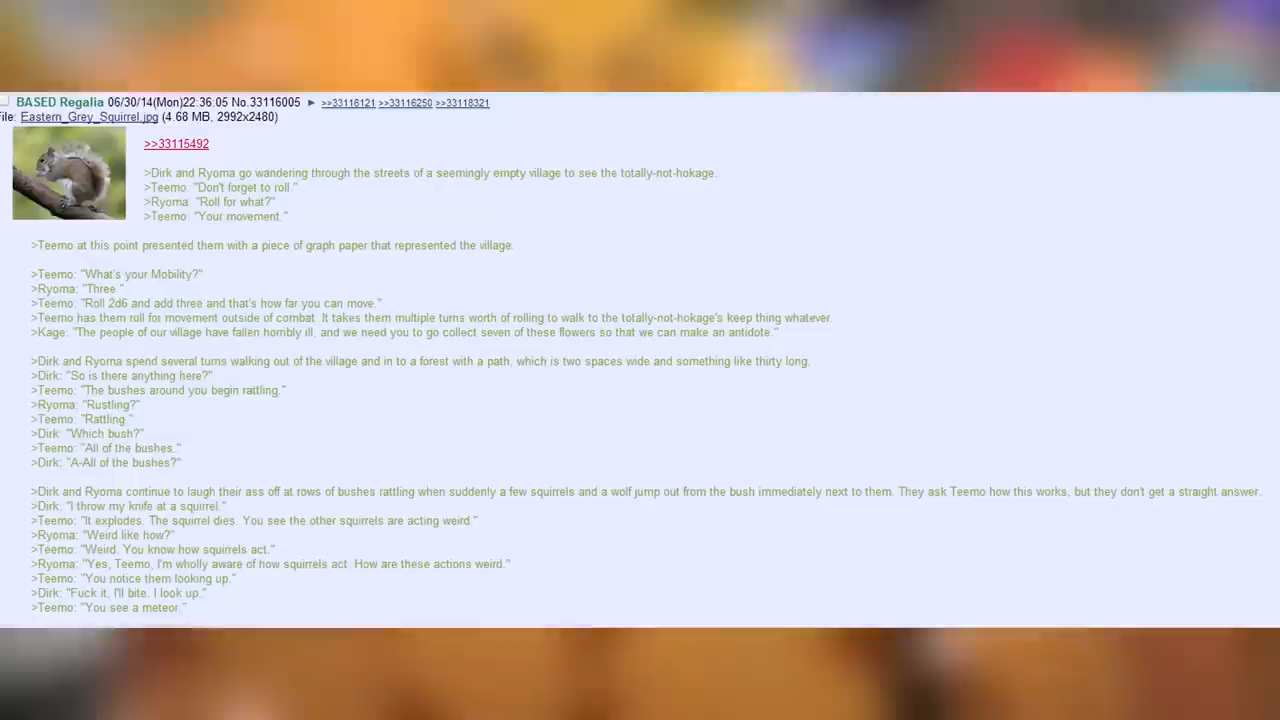 BASED Regalia 06/30/14(Mon)22:36:05 No.33116005 ► >>33116121 >>33116250 >>33118321
File: Eastern_Grey_Squirrel.jpg (4.68 MB, 2992x2480)
>>33115492
>Dirk and Ryoma go wandering through the streets of a seemingly empty village to see the totally-not-hokage.
>Teemo: "Don't forget to roll."
>Ryoma: "Roll for what?"
>Teemo: "Your movement."
>Teemo at this point presented them with a piece of graph paper that represented the village.
>Teemo: "What's your Mobility?"
>Ryoma: "Three."
>Teemo: "Roll 2d6 and add three and that's how far you can move."
>Teemo has them roll for movement outside of combat. It takes them multiple turns worth of rolling to walk to the totally-not-hokage's keep thing whatever.
>Kage: "The people of our village have fallen horribly ill, and we need you to go collect seven of these flowers so that we can make an antidote."
>Dirk and Ryoma spend several turns walking out of the village and in to a forest with a path, which is two spaces wide and something like thirty long.
>Dirk: "So is there anything here?"
>Teemo: "The bushes around you begin rattling."
>Ryoma: "Rustling?"
>Teemo: "Rattling."
>Dirk: "Which bush?"
>Teemo: "All of the bushes."
>Dirk: "A-All of the bushes?"
>Dirk and Ryoma continue to laugh their ass off at rows of bushes rattling when suddenly a few squirrels and a wolf jump out from the bush immediately next to them. They ask Teemo how this works, but they don't get a straight answer.
>Dirk: "I throw my knife at a squirrel."
>Teemo: "It explodes. The squirrel dies. You see the other squirrels are acting weird."
>Ryoma: "Weird like how?"
>Teemo: "Weird. You know how squirrels act."
>Ryoma: "Yes, Teemo, I'm wholly aware of how squirrels act. How are these actions weird."
>Teemo: "You notice them looking up."
>Dirk: "Fuck it, I'll bite. I look up."
>Teemo: "You see a meteor."